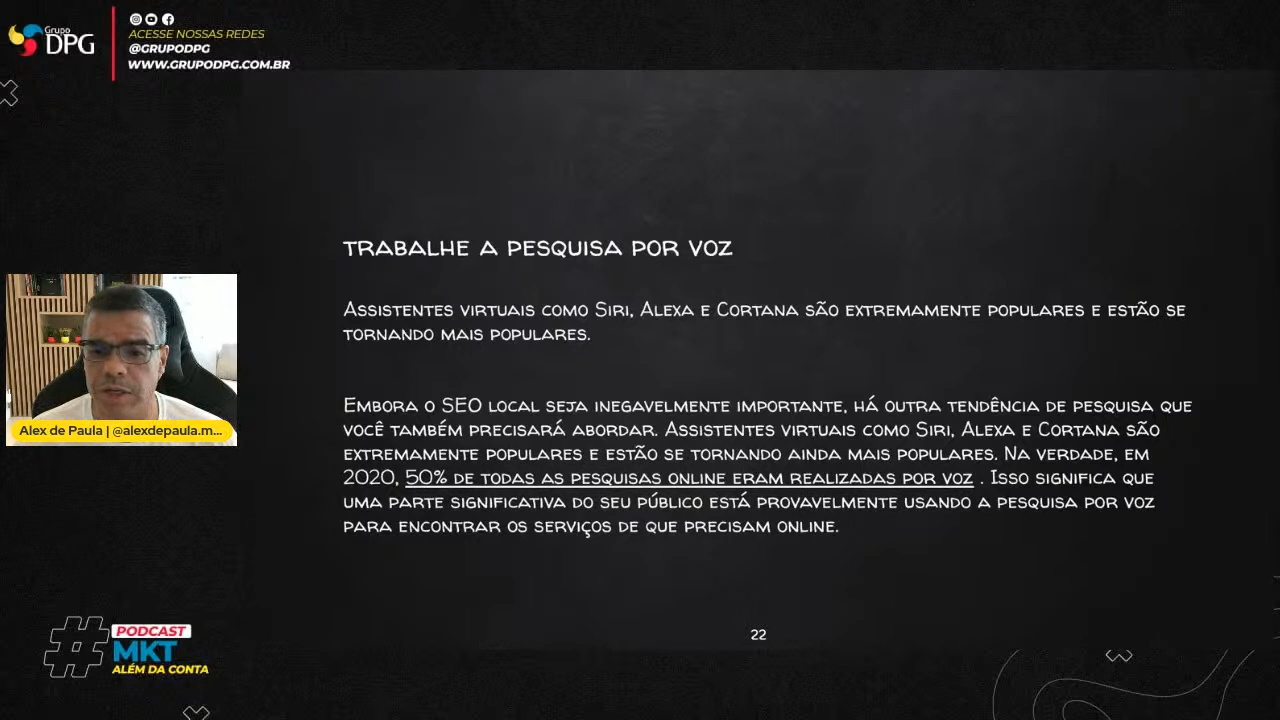 Grupo
DPG
ACESSE NOSSAS REDES
@GRUPODPG
WWW.GRUPODPG.COM.BR
TRABALHE A PESQUISA POR VOZ
Assistentes virtuais como Siri, Alexa e Cortana são extremamente populares e estão se
tornando mais populares.
Embora o SEO local seja inegavelmente importante, há outra tendência de pesquisa que
você também precisará abordar. Assistentes virtuais como Siri, Alexa e Cortana são
extremamente populares e estão se tornando ainda mais populares. Na verdade, em
2020, 50% de todas as pesquisas online eram realizadas por voz . Isso significa que
uma parte significativa do seu público está provavelmente usando a pesquisa por voz
para encontrar os serviços de que precisam online.
Alex de Paula | @alexdepaula.m...
22
#
PODCAST
MKT
ALÉM DA CONTA